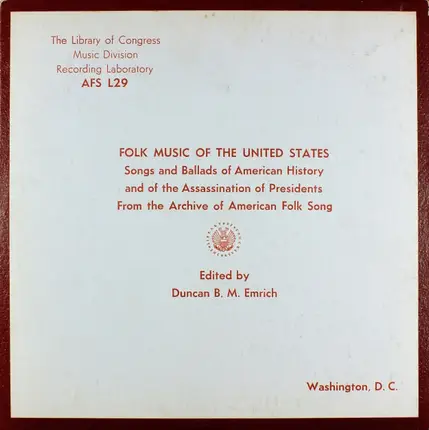 The Library of Congress
Music Division
Recording Laboratory
AFS L29
FOLK MUSIC OF THE UNITED STATES
Songs and Ballads of American History
and of the Assassination of Presidents
From the Archive of American Folk Song
Edited by
Duncan B. M. Emrich
Washington, D. C.